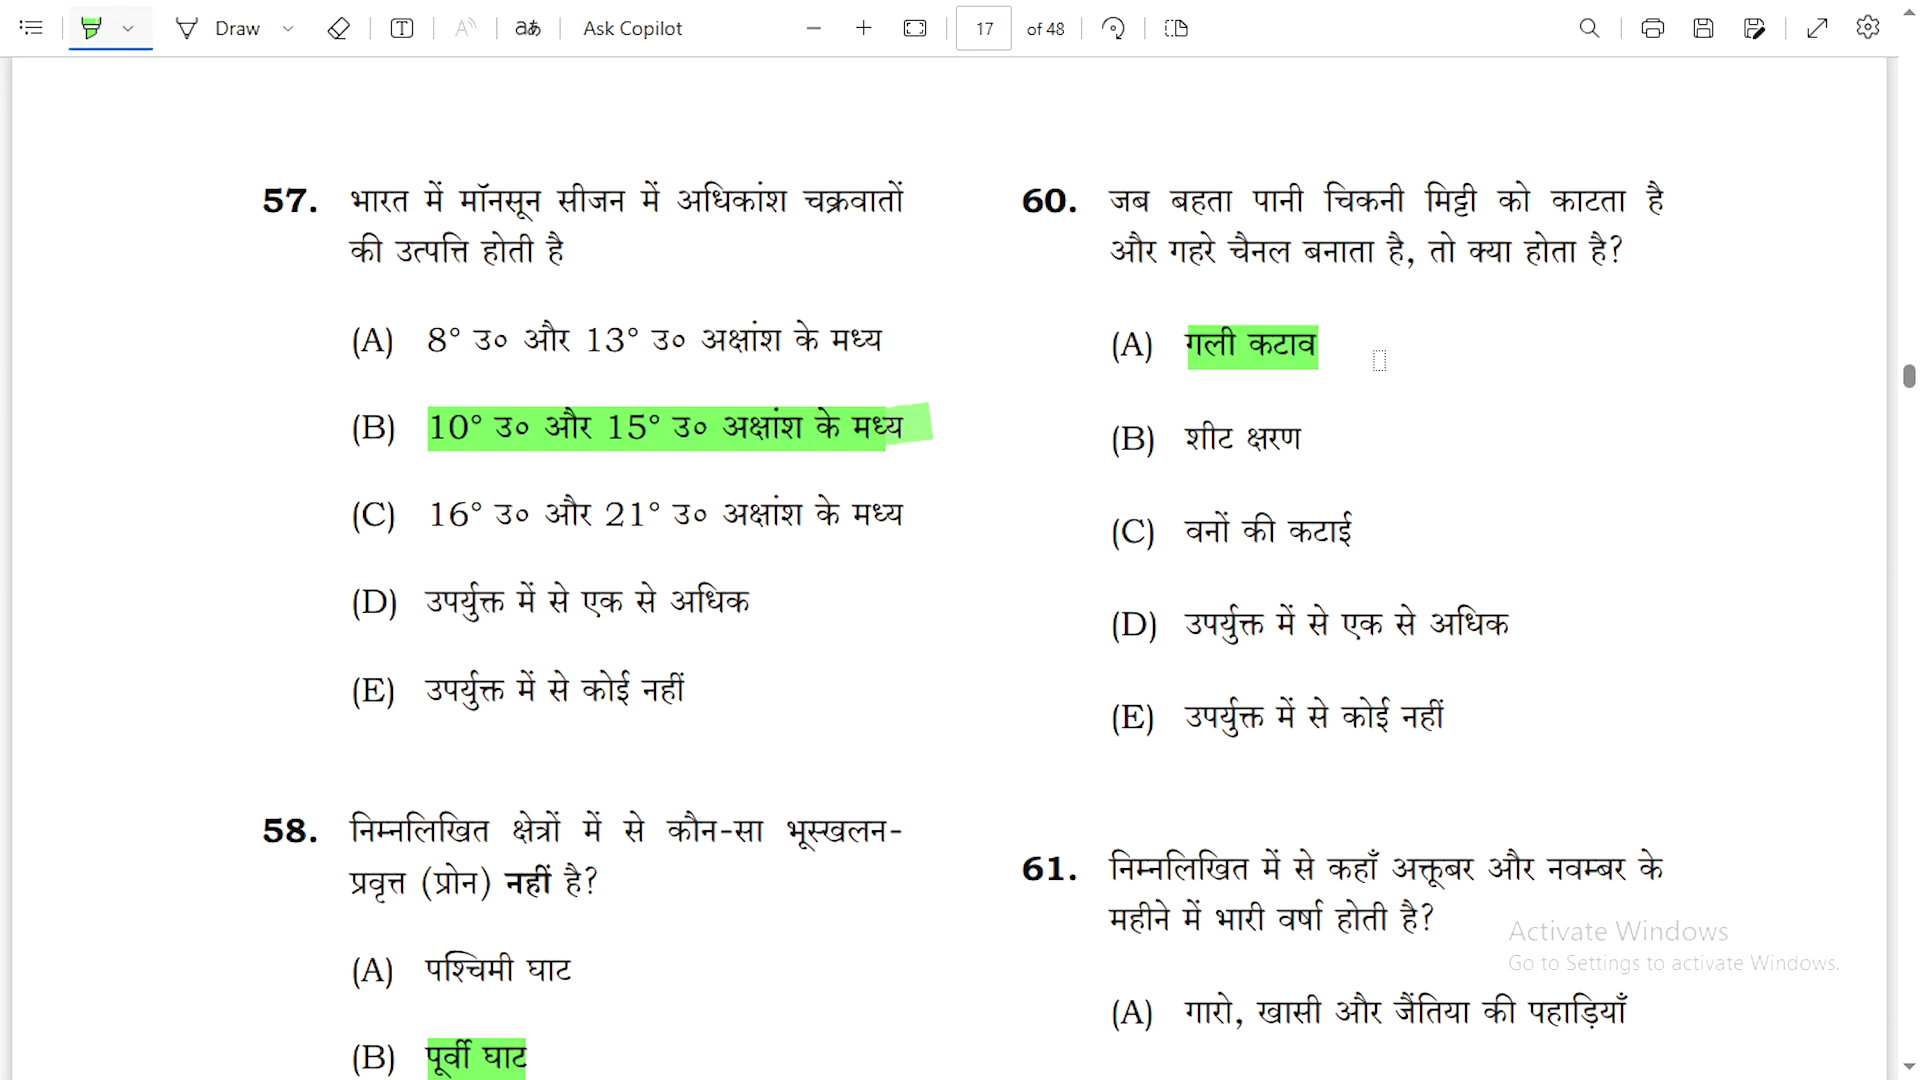 Draw
Ask Copilot
17
of 48
57. भारत में मॉनसून सीजन में अधिकांश चक्रवातों
की उत्पत्ति होती है
(A) 8° उ० और 13° उ० अक्षांश के मध्य
(B) 10° उ० और 15° उ० अक्षांश के मध्य
(C) 16° उ० और 21° उ० अक्षांश के मध्य
(D) उपर्युक्त में से एक से अधिक
(E) उपर्युक्त में से कोई नहीं
58. निम्नलिखित क्षेत्रों में से कौन-सा भूस्खलन-
प्रवृत्त (प्रोन) नहीं है?
(A) पश्चिमी घाट
(B) पूर्वी घाट
60. जब बहता पानी चिकनी मिट्टी को काटता है
और गहरे चैनल बनाता है, तो क्या होता है?
(A) गली कटाव
(B) शीट क्षरण
(C) वनों की कटाई
(D) उपर्युक्त में से एक से अधिक
(E) उपर्युक्त में से कोई नहीं
61. निम्नलिखित में से कहाँ अक्तूबर और नवम्बर के
महीने में भारी वर्षा होती है?
(A) गारो, खासी और जैंतिया की पहाड़ियाँ
Activate Windows
Go to Settings to activate Windows.